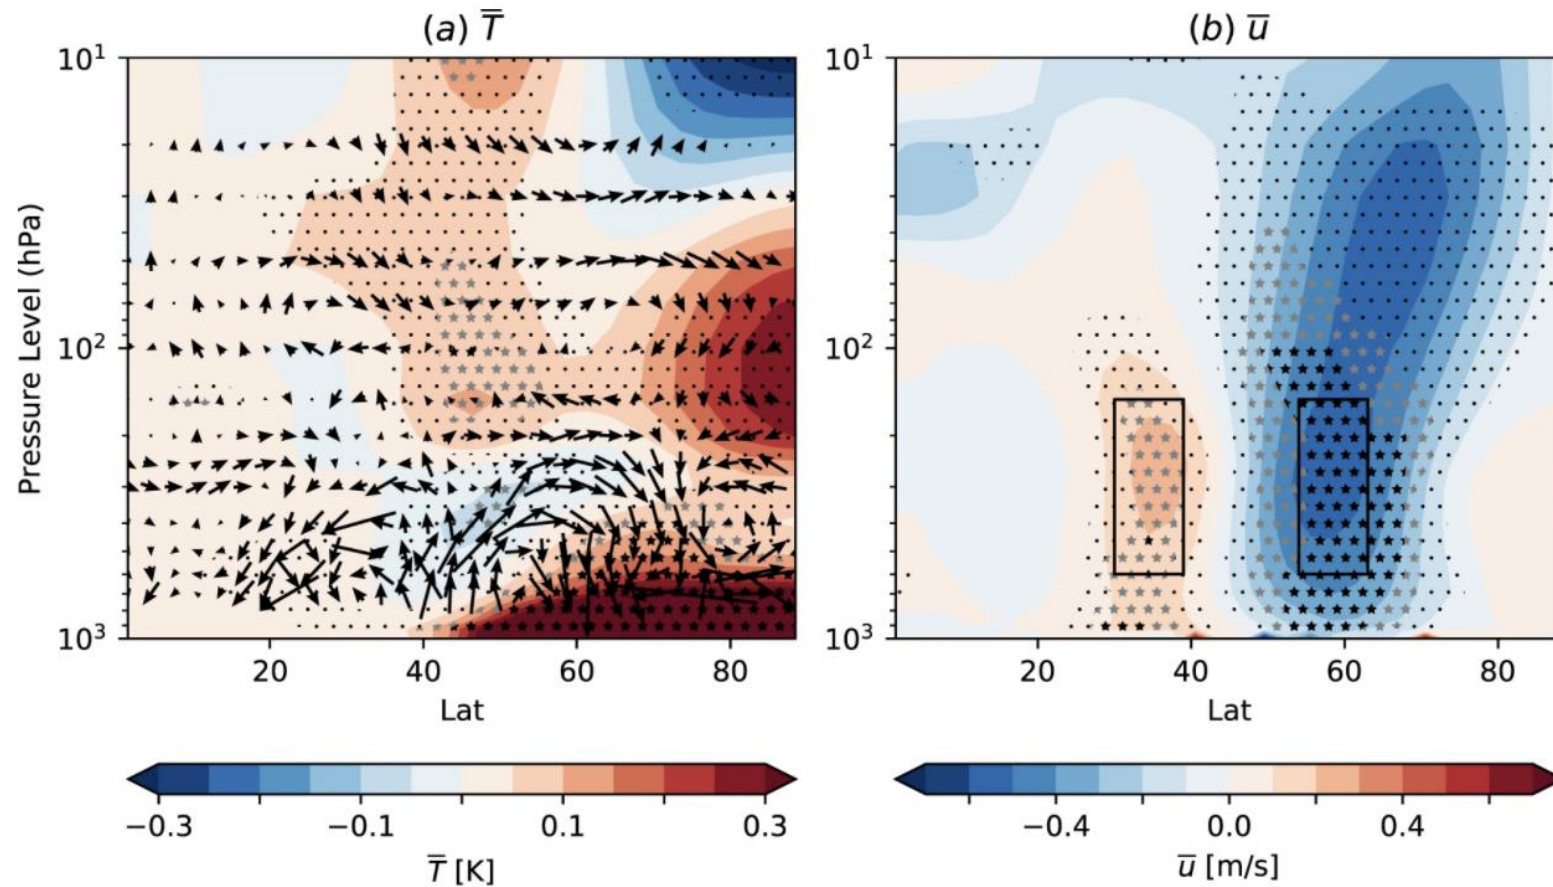 (a) T̿
(b) u̅
10¹
10²
10³
Pressure Level (hPa)
20 40 60 80
Lat
−0.3 −0.1 0.1 0.3
T̿ [K]
10¹
10²
10³
20 40 60 80
Lat
−0.4 0.0 0.4
u̅ [m/s]